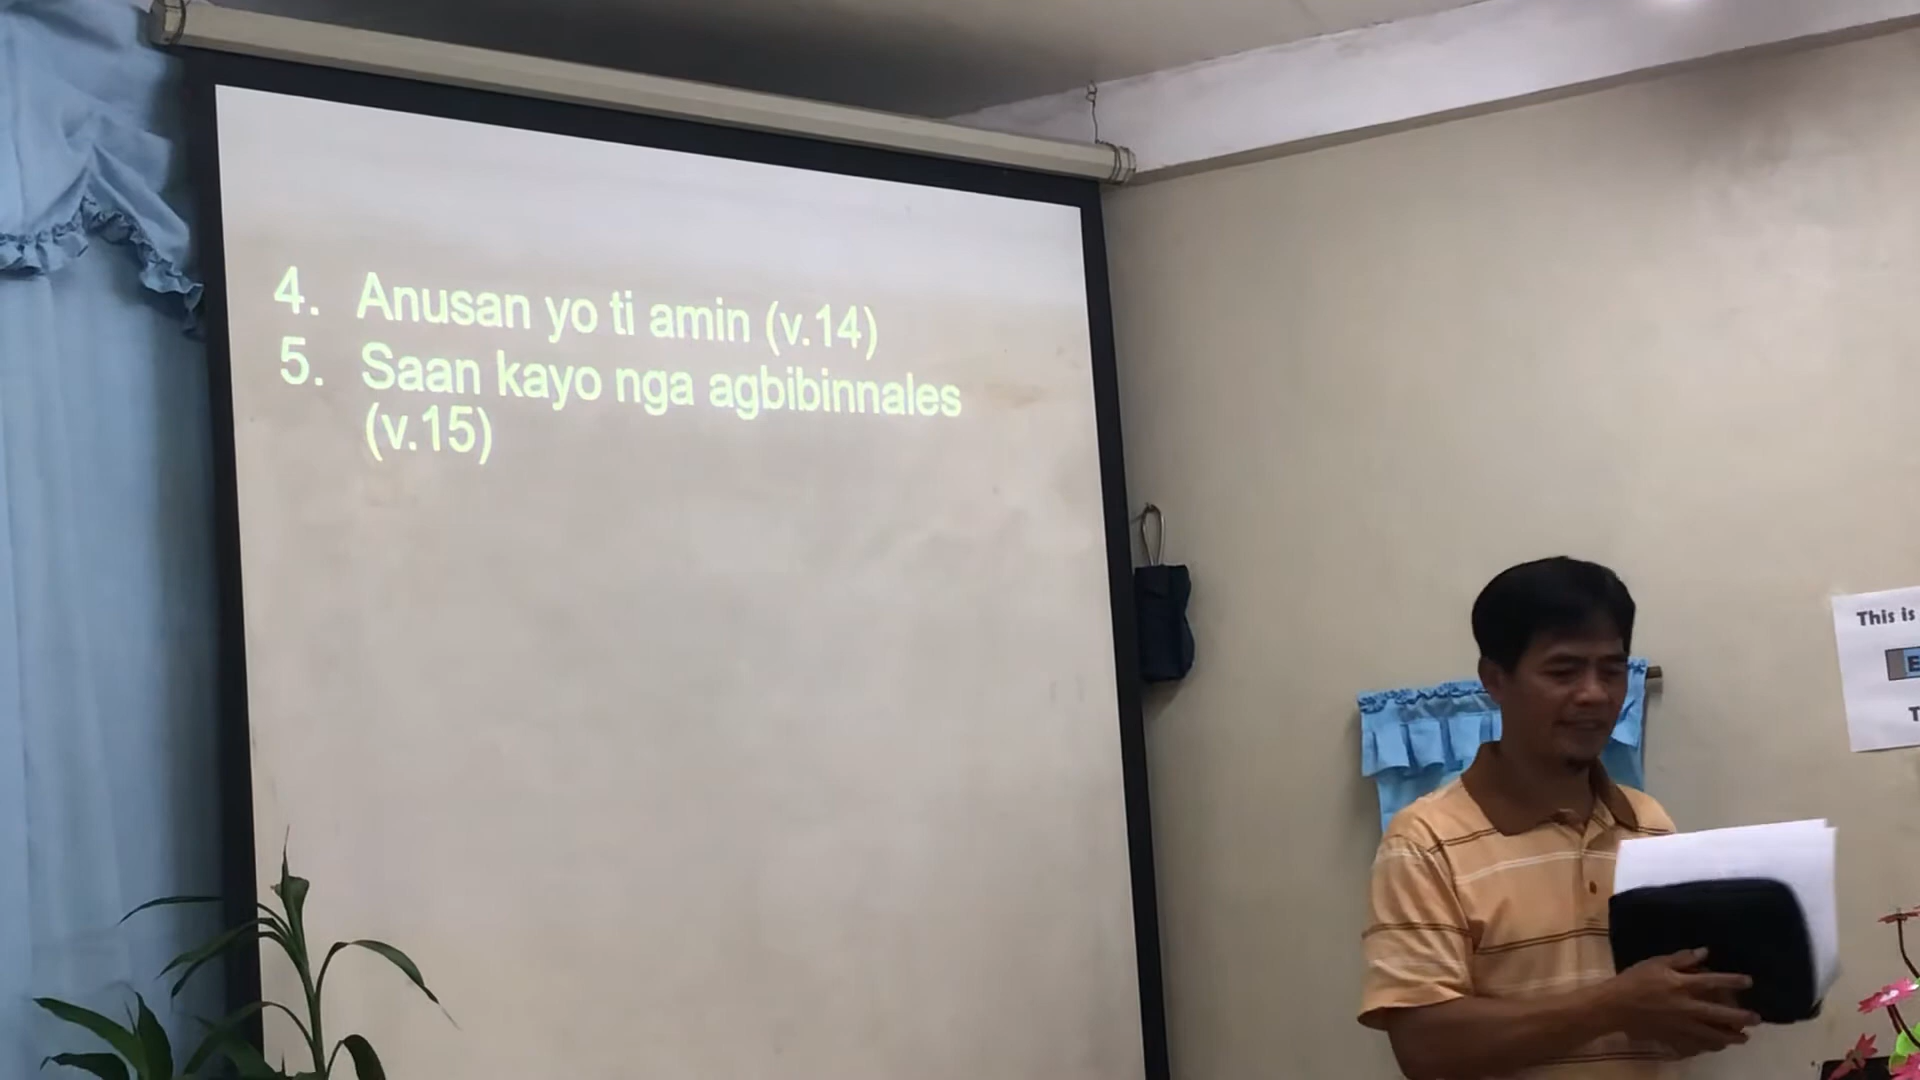 4. Anusan yo ti amin (v.14)
5. Saan kayo nga agbibinnales
(v.15)
This is
E
T